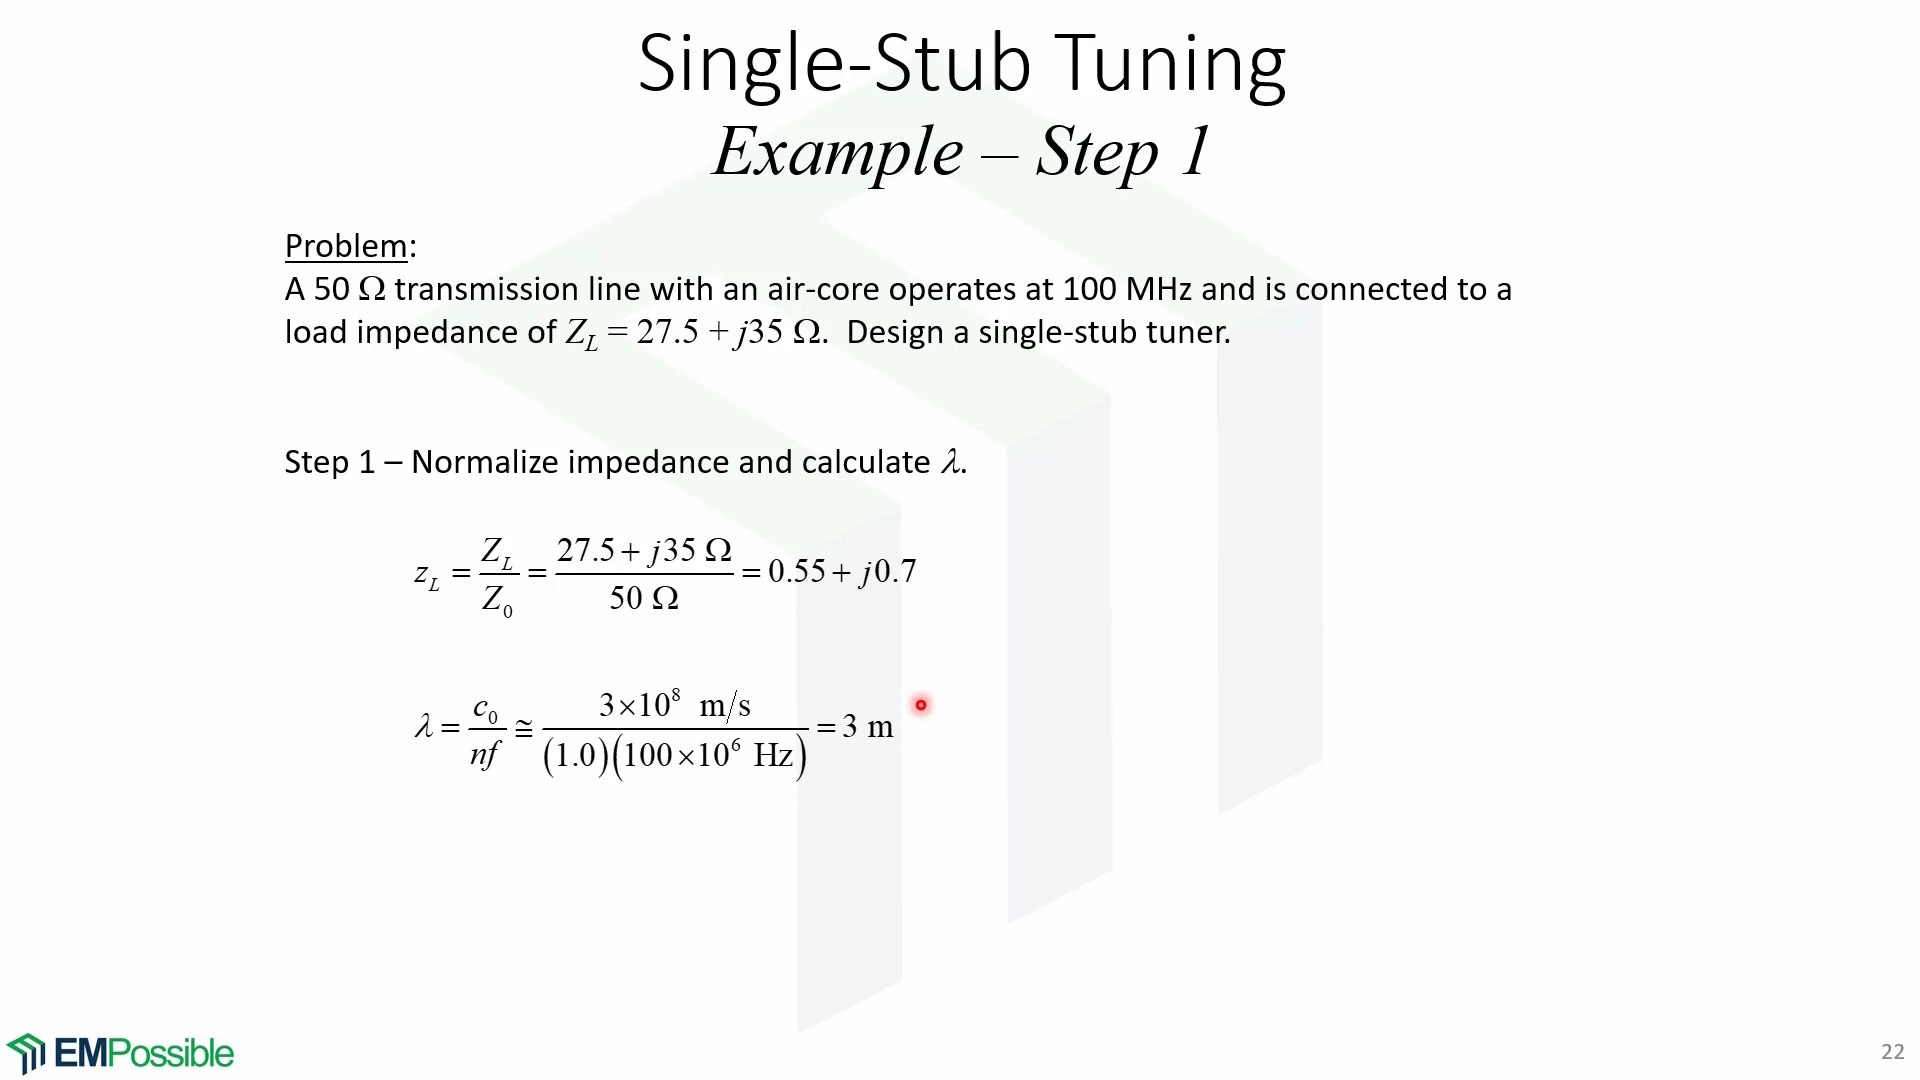 Single-Stub Tuning
Example – Step 1
Problem:
A 50 Ω transmission line with an air-core operates at 100 MHz and is connected to a
load impedance of Z_L = 27.5 + j35 Ω.  Design a single-stub tuner.
Step 1 – Normalize impedance and calculate λ.
z_L = Z_L/Z_0 = (27.5 + j35 Ω)/(50 Ω) = 0.55 + j0.7
λ = c_0/(nf) ≅ (3×10^8 m/s)/((1.0)(100×10^6 Hz)) = 3 m
EMPossible
22